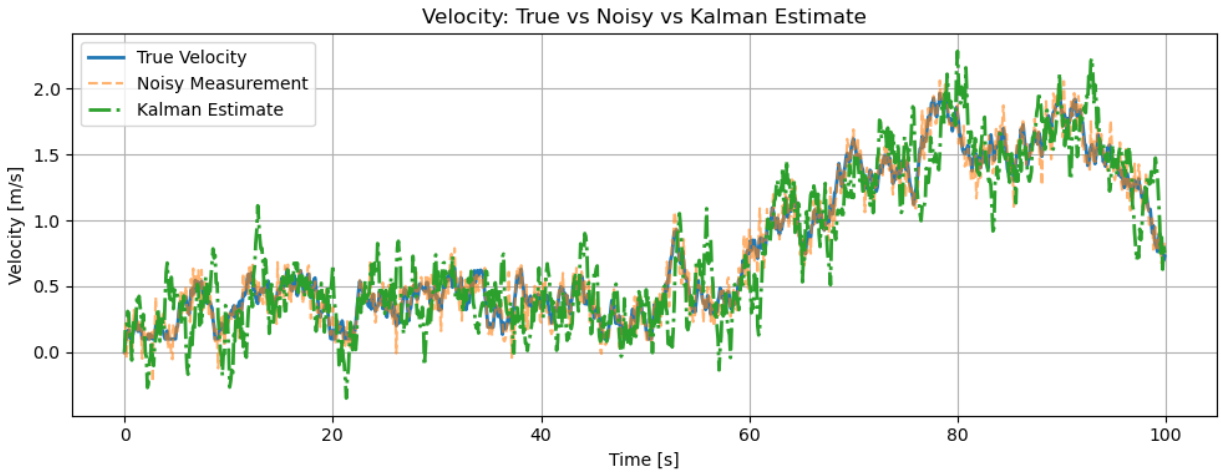 Velocity: True vs Noisy vs Kalman Estimate
True Velocity
Noisy Measurement
Kalman Estimate
Velocity [m/s]
2.0
1.5
1.0
0.5
0.0
0 20 40 60 80 100
Time [s]